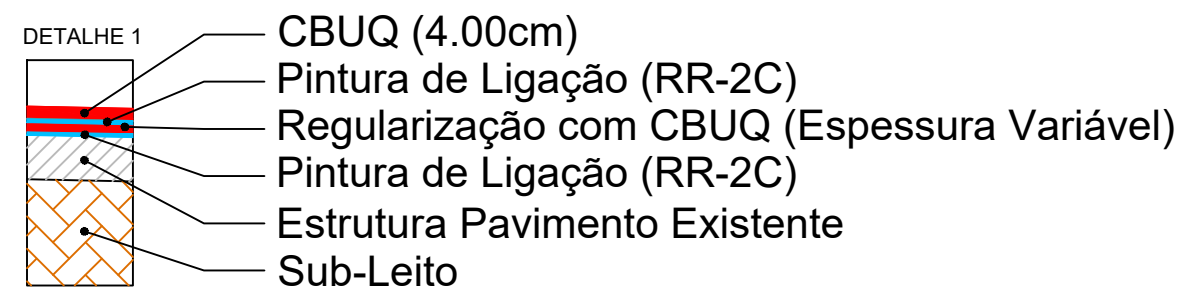 DETALHE 1
CBUQ (4.00cm)
Pintura de Ligação (RR-2C)
Regularização com CBUQ (Espessura Variável)
Pintura de Ligação (RR-2C)
Estrutura Pavimento Existente
Sub-Leito